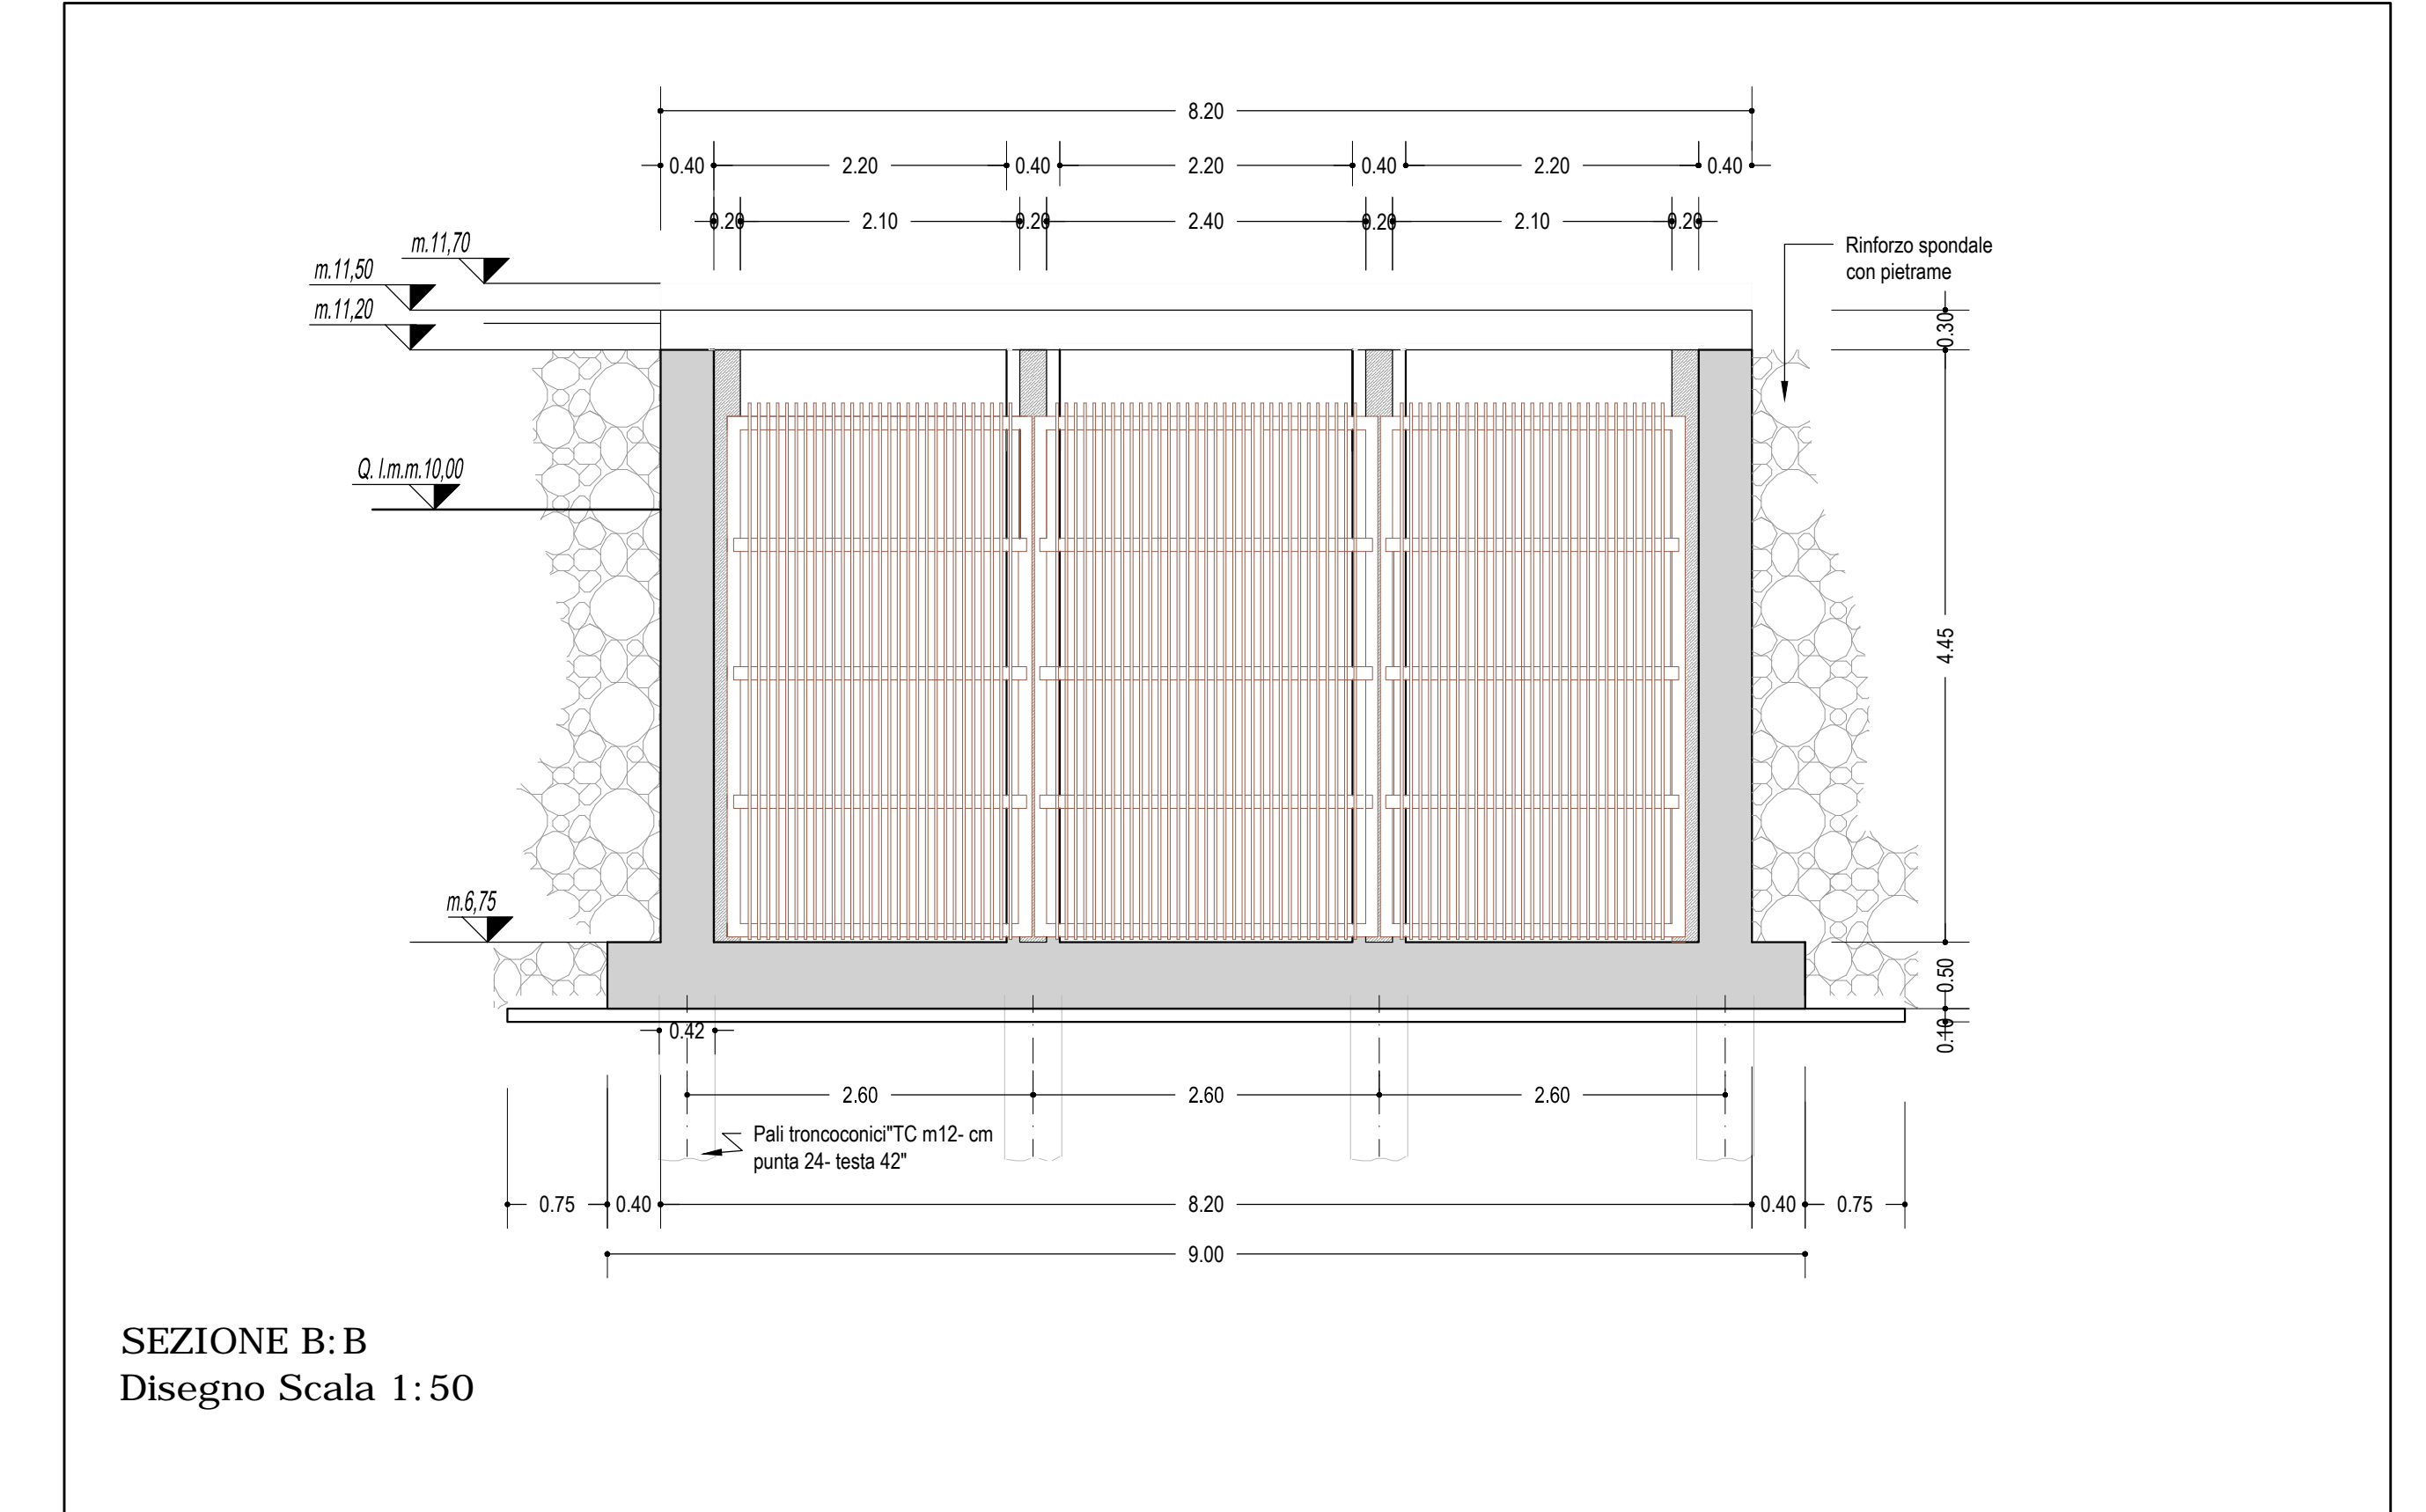 8.20
0.40 2.20 0.40 2.20 0.40 2.20 0.40
0.20 2.10 0.20 2.40 0.20 2.10 0.20
m.11,70
Rinforzo spondale
con pietrame
m.11,50
m.11,20
0.30
Q. l.m.m.10,00
4.45
m.6,75
0.50
0.10
0.42
2.60 2.60 2.60
Pali troncoconici"TC m12- cm
punta 24- testa 42"
0.75 0.40 8.20 0.40 0.75
9.00
SEZIONE B:B
Disegno Scala 1:50